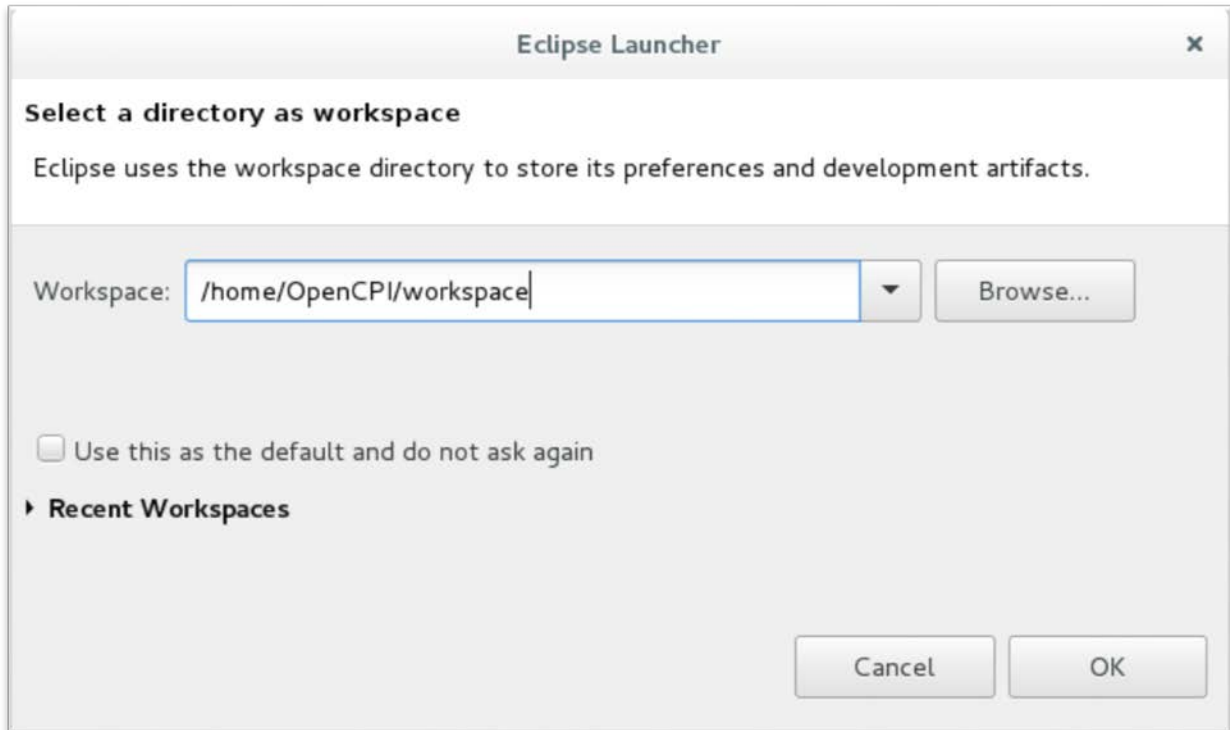 Eclipse Launcher
Select a directory as workspace
Eclipse uses the workspace directory to store its preferences and development artifacts.
Workspace: /home/OpenCPI/workspace Browse...
Use this as the default and do not ask again
Recent Workspaces
Cancel OK